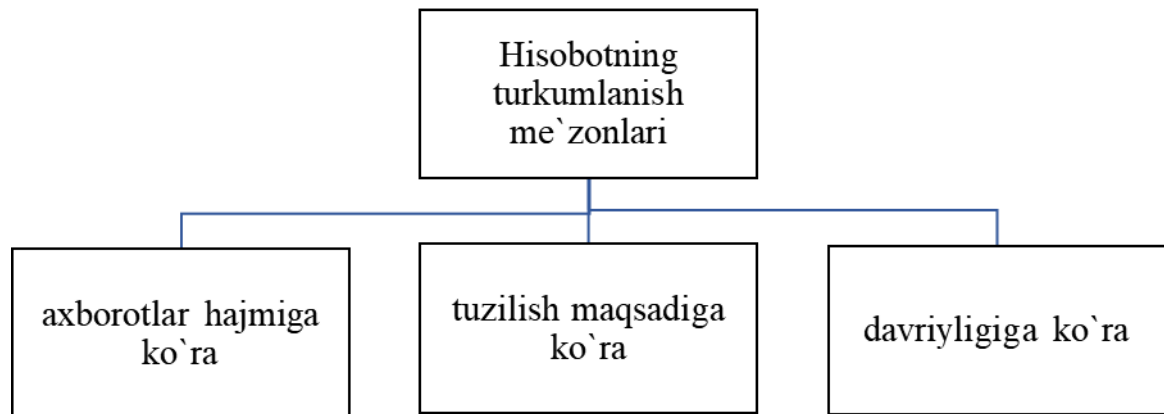 Hisobotning
turkumlanish
me`zonlari
axborotlar hajmiga
ko`ra
tuzilish maqsadiga
ko`ra
davriyligiga ko`ra